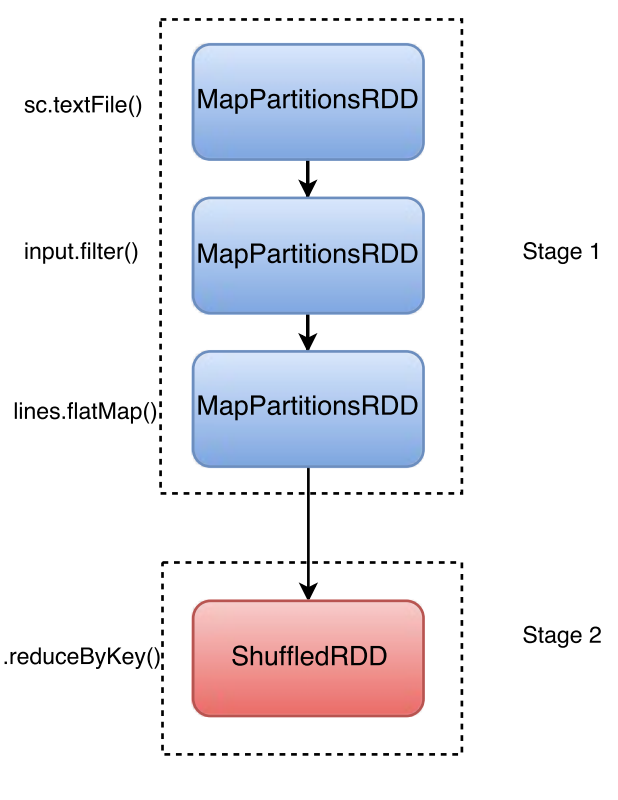 sc.textFile()
MapPartitionsRDD
input.filter()
MapPartitionsRDD
Stage 1
lines.flatMap()
MapPartitionsRDD
.reduceByKey()
ShuffledRDD
Stage 2